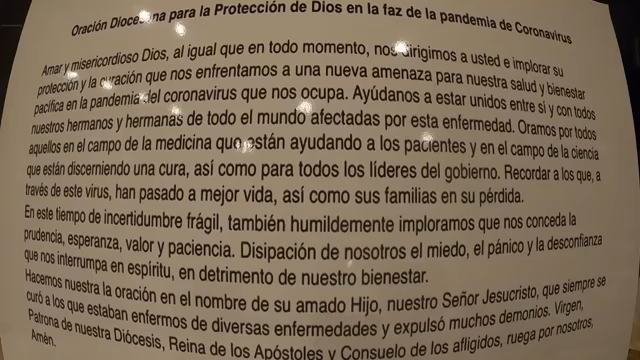 Oración Diocesana para la Protección de Dios en la faz de la pandemia de Coronavirus
Amar y misericordioso Dios, al igual que en todo momento, nos dirigimos a usted e implorar su
protección y la curación que nos enfrentamos a una nueva amenaza para nuestra salud y bienestar
pacífica en la pandemia del coronavirus que nos ocupa. Ayúdanos a estar unidos entre sí y con todos
nuestros hermanos y hermanas de todo el mundo afectadas por esta enfermedad. Oramos por todos
aquellos en el campo de la medicina que están ayudando a los pacientes y en el campo de la ciencia
que están discerniendo una cura, así como para todos los líderes del gobierno. Recordar a los que, a
través de este virus, han pasado a mejor vida, así como sus familias en su pérdida.
En este tiempo de incertidumbre frágil, también humildemente imploramos que nos conceda la
prudencia, esperanza, valor y paciencia. Disipación de nosotros el miedo, el pánico y la desconfianza
que nos interrumpa en espíritu, en detrimento de nuestro bienestar.
Hacemos nuestra la oración en el nombre de su amado Hijo, nuestro Señor Jesucristo, que siempre se
curó a los que estaban enfermos de diversas enfermedades y expulsó muchos demonios. Virgen,
Patrona de nuestra Diócesis, Reina de los Apóstoles y Consuelo de los afligidos, ruega por nosotros,
Amén.